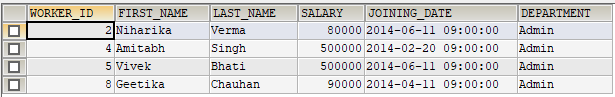 WORKER_ID FIRST_NAME LAST_NAME SALARY JOINING_DATE DEPARTMENT
2 Niharika Verma 80000 2014-06-11 09:00:00 Admin
4 Amitabh Singh 500000 2014-02-20 09:00:00 Admin
5 Vivek Bhati 500000 2014-06-11 09:00:00 Admin
8 Geetika Chauhan 90000 2014-04-11 09:00:00 Admin